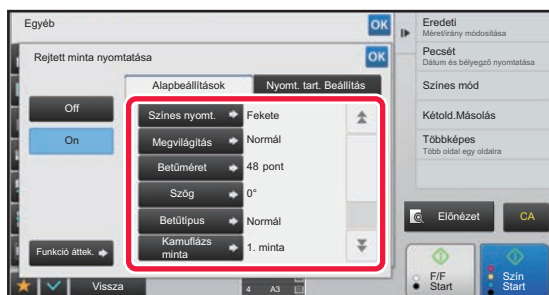 Egyéb
OK
Rejtett minta nyomtatása
OK
Alapbeállítások
Nyomt. tart. Beállítás
Off
On
Színes nyomt.
Fekete
Megvilágítás
Normál
Betűméret
48 pont
Szög
0°
Betűtípus
Normál
Kamuflázs
minta
1. minta
Funkció áttek.
Vissza
4 A3
Eredeti
Méret/irány módosítása
Pecsét
Dátum és bélyegző nyomtatása
Színes mód
Kétold.Másolás
Többképes
Több oldal egy oldalra
Előnézet
CA
F/F
Start
Szín
Start